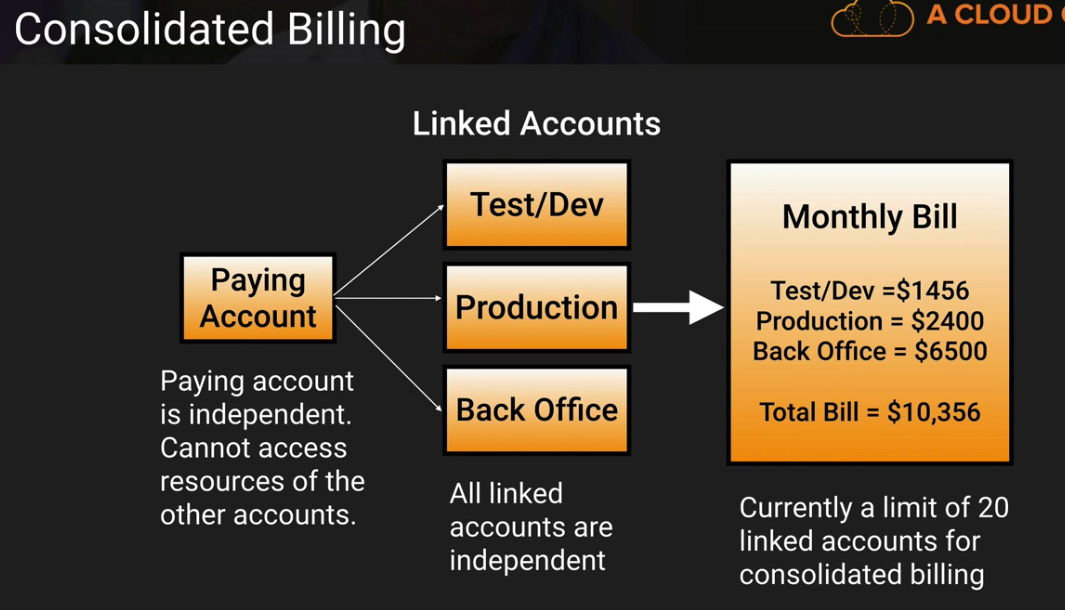 Consolidated Billing
A CLOUD
Linked Accounts
Test/Dev
Paying
Account
Production
Back Office
Monthly Bill
Test/Dev =$1456
Production = $2400
Back Office = $6500
Total Bill = $10,356
Paying account
is independent.
Cannot access
resources of the
other accounts.
All linked
accounts are
independent
Currently a limit of 20
linked accounts for
consolidated billing